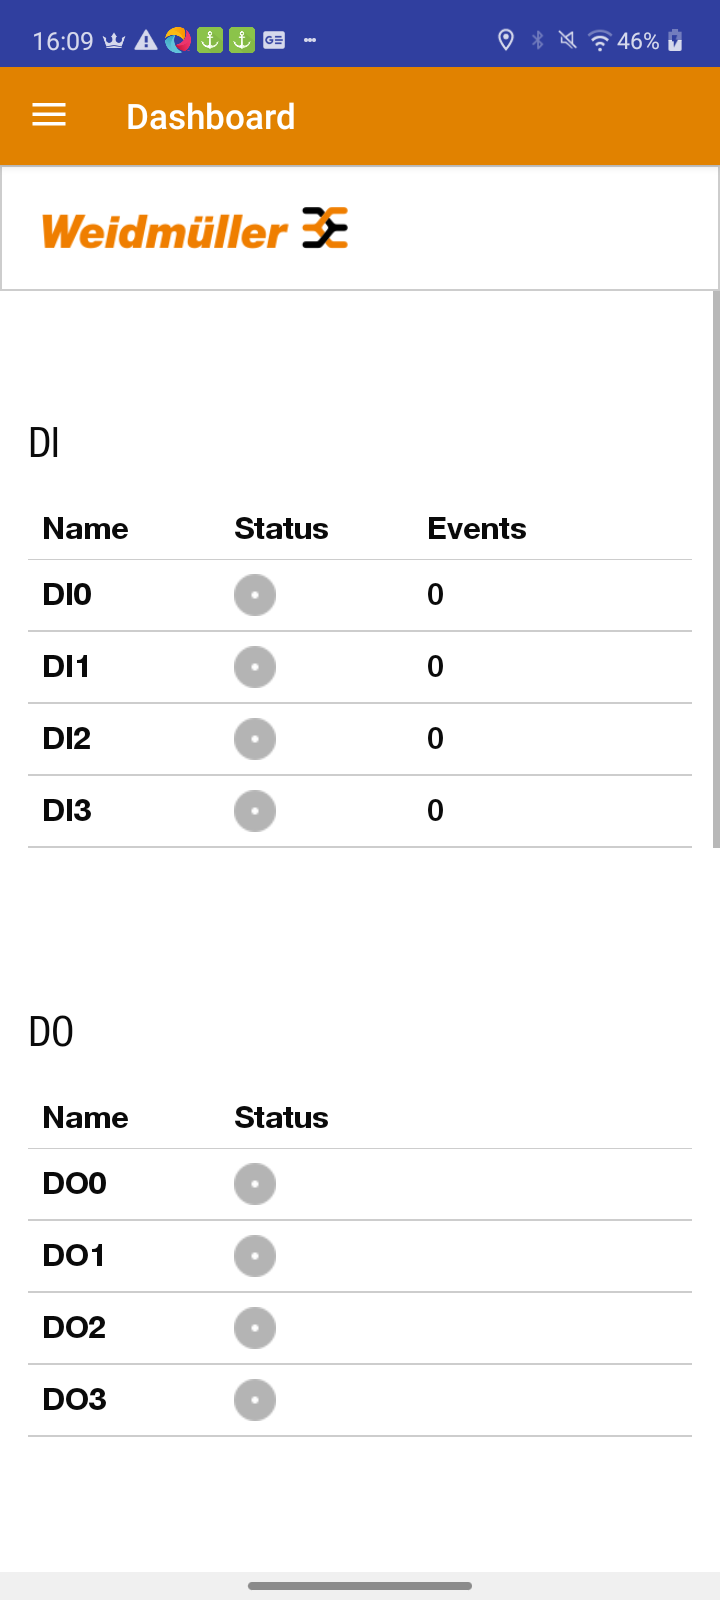 16:09 46%
Dashboard
Weidmüller
DI
Name Status Events
DI0 0
DI1 0
DI2 0
DI3 0
DO
Name Status
DO0
DO1
DO2
DO3